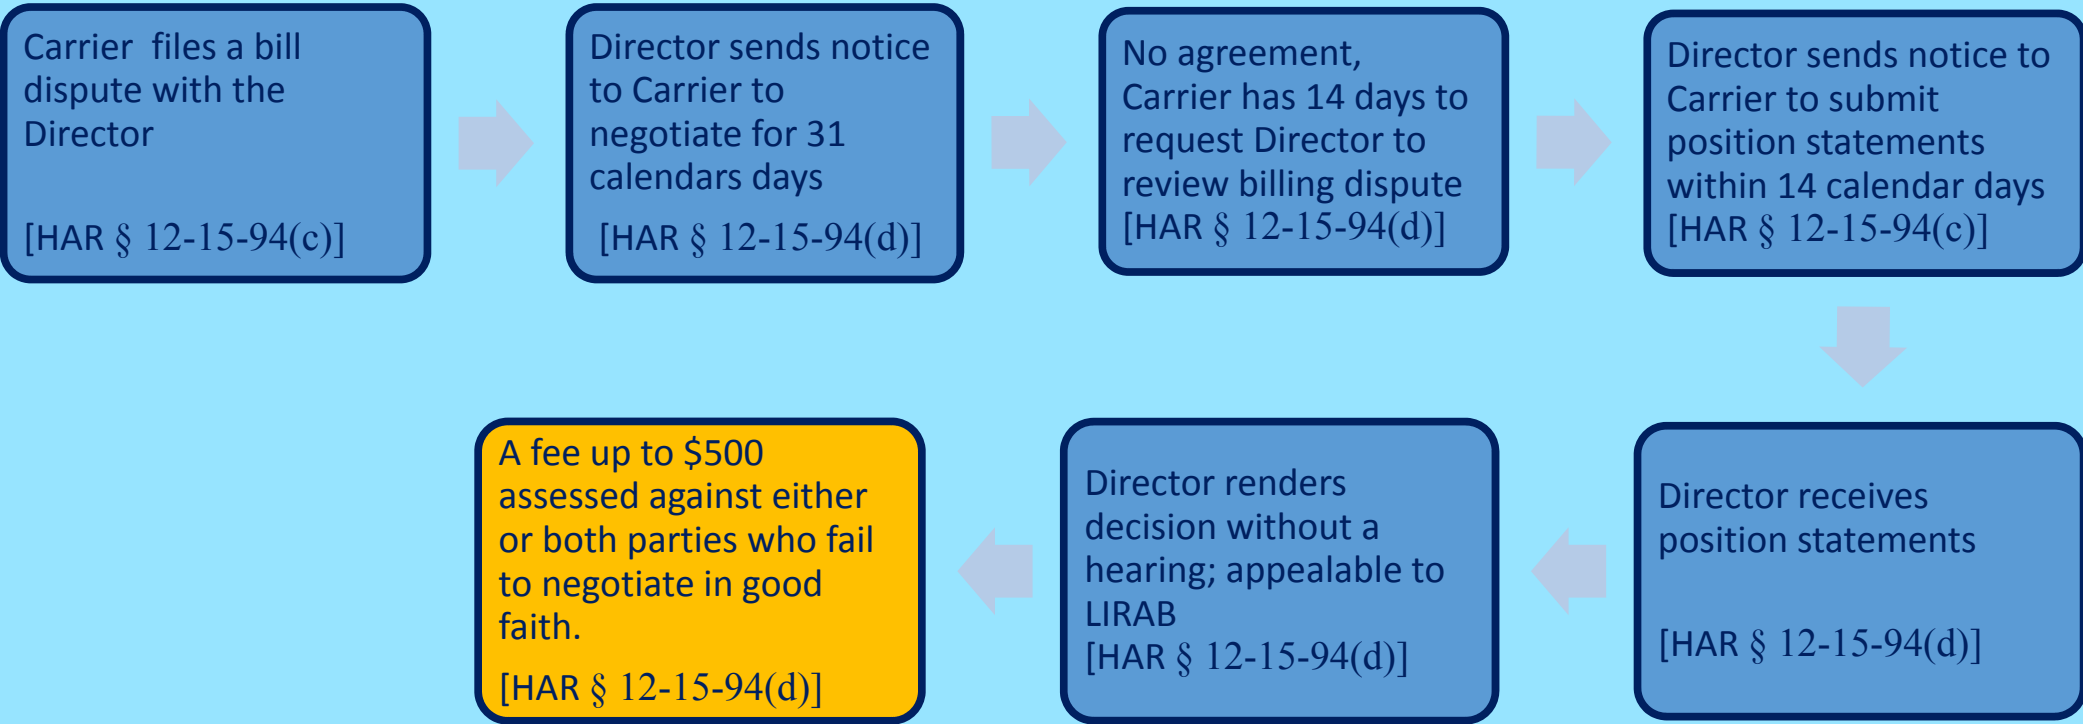 Carrier  files a bill
dispute with the
Director
[HAR § 12-15-94(c)]
Director sends notice
to Carrier to
negotiate for 31
calendars days
[HAR § 12-15-94(d)]
No agreement,
Carrier has 14 days to
request Director to
review billing dispute
[HAR § 12-15-94(d)]
Director sends notice to
Carrier to submit
position statements
within 14 calendar days
[HAR § 12-15-94(c)]
Director receives
position statements
[HAR § 12-15-94(d)]
Director renders
decision without a
hearing; appealable to
LIRAB
[HAR § 12-15-94(d)]
A fee up to $500
assessed against either
or both parties who fail
to negotiate in good
faith.
[HAR § 12-15-94(d)]